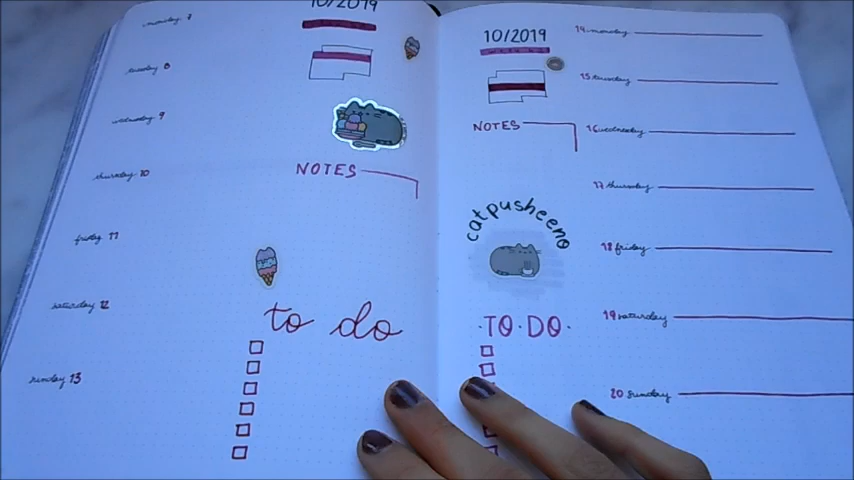 monday 7
tuesday 8
wednesday 9
thursday 10
friday 11
saturday 12
sunday 13
10/2019
NOTES
to do
10/2019
NOTES
catpusheeno
·TO·DO·
14 monday
15 tuesday
16 wednesday
17 thursday
18 friday
19 saturday
20 sunday